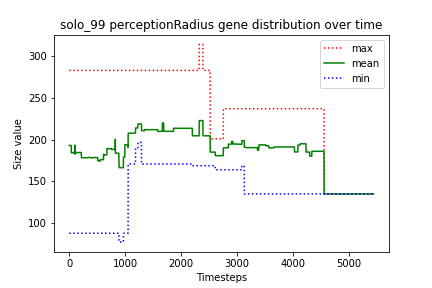 solo_99 perceptionRadius gene distribution over time
max
mean
min
300
250
200
150
100
Size value
0
1000
2000
3000
4000
5000
Timesteps